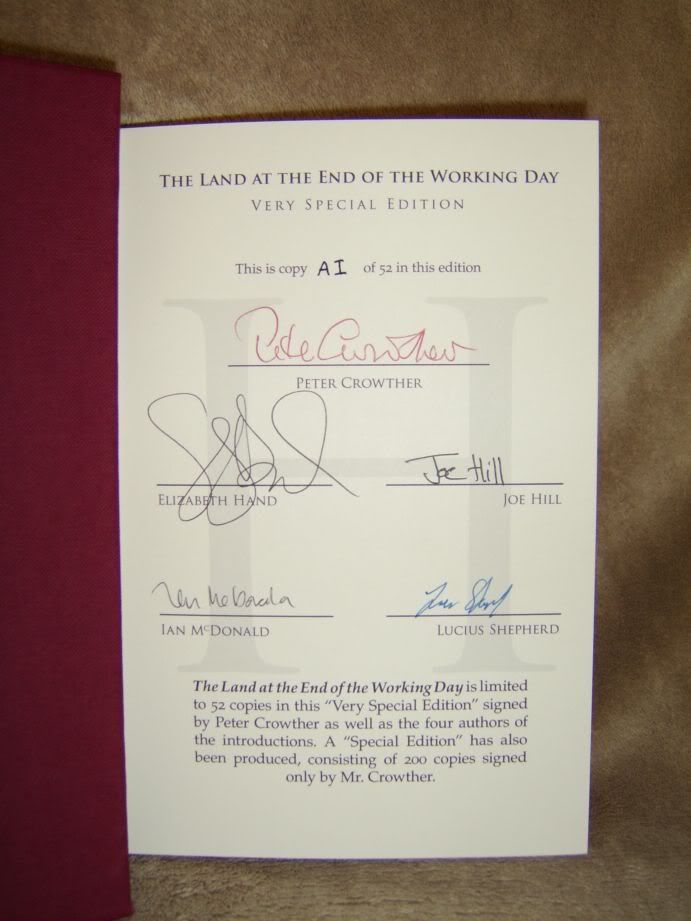 THE LAND AT THE END OF THE WORKING DAY
VERY SPECIAL EDITION
This is copy AI of 52 in this edition
H
Pete Crowther
PETER CROWTHER
ELIZABETH HAND
Joe Hill
JOE HILL
Ian McDonald
IAN McDONALD
LUCIUS SHEPHERD
The Land at the End of the Working Day is limited
to 52 copies in this “Very Special Edition” signed
by Peter Crowther as well as the four authors of
the introductions. A “Special Edition” has also
been produced, consisting of 200 copies signed
only by Mr. Crowther.